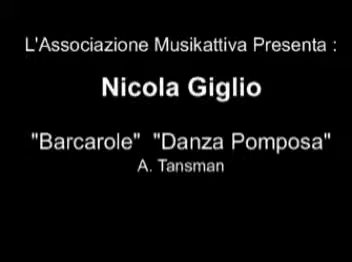 L'Associazione Musikattiva Presenta :
Nicola Giglio
"Barcarole" "Danza Pomposa"
A. Tansman